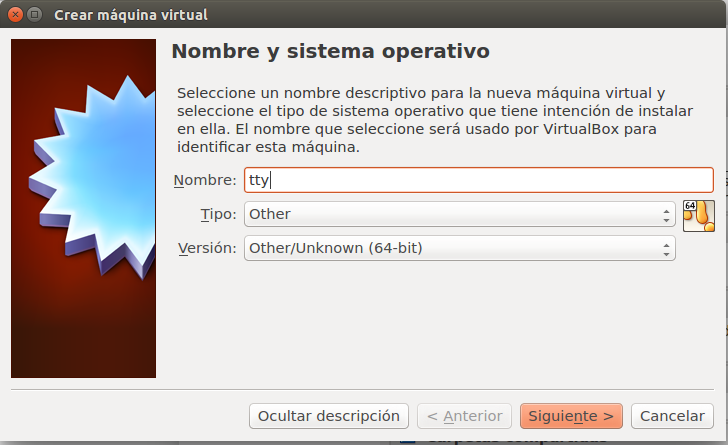 Crear máquina virtual
Nombre y sistema operativo
Seleccione un nombre descriptivo para la nueva máquina virtual y
seleccione el tipo de sistema operativo que tiene intención de instalar
en ella. El nombre que seleccione será usado por VirtualBox para
identificar esta máquina.
Nombre: tty
Tipo: Other
64
Versión: Other/Unknown (64-bit)
Ocultar descripción < Anterior Siguiente > Cancelar